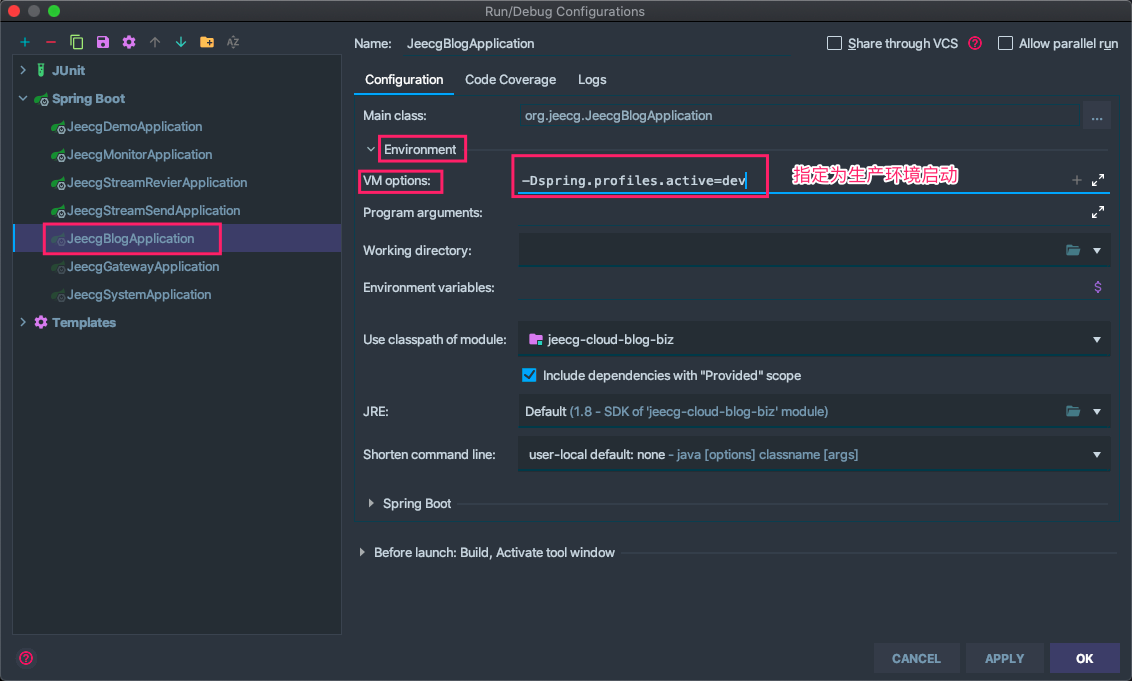 Run/Debug Configurations
Name: JeecgBlogApplication
Share through VCS ?
Allow parallel run
JUnit
Spring Boot
JeecgDemoApplication
JeecgMonitorApplication
JeecgStreamRevierApplication
JeecgStreamSendApplication
JeecgBlogApplication
JeecgGatewayApplication
JeecgSystemApplication
Templates
Configuration Code Coverage Logs
Main class: org.jeecg.JeecgBlogApplication ...
Environment
VM options: -Dspring.profiles.active=dev 指定为生产环境启动
Program arguments:
Working directory:
Environment variables: $
Use classpath of module: jeecg-cloud-blog-biz
Include dependencies with "Provided" scope
JRE: Default (1.8 - SDK of 'jeecg-cloud-blog-biz' module)
Shorten command line: user-local default: none - java [options] classname [args]
Spring Boot
Before launch: Build, Activate tool window
? CANCEL APPLY OK